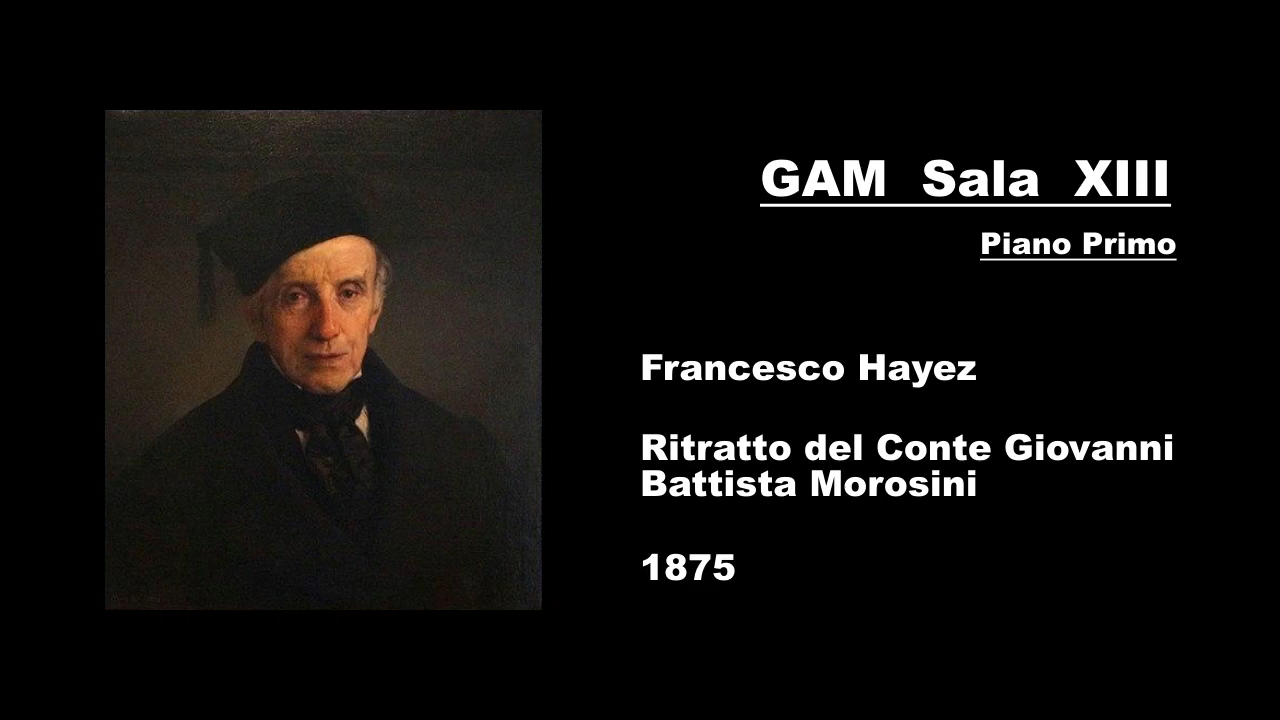 GAM Sala XIII
Piano Primo
Francesco Hayez
Ritratto del Conte Giovanni
Battista Morosini
1875